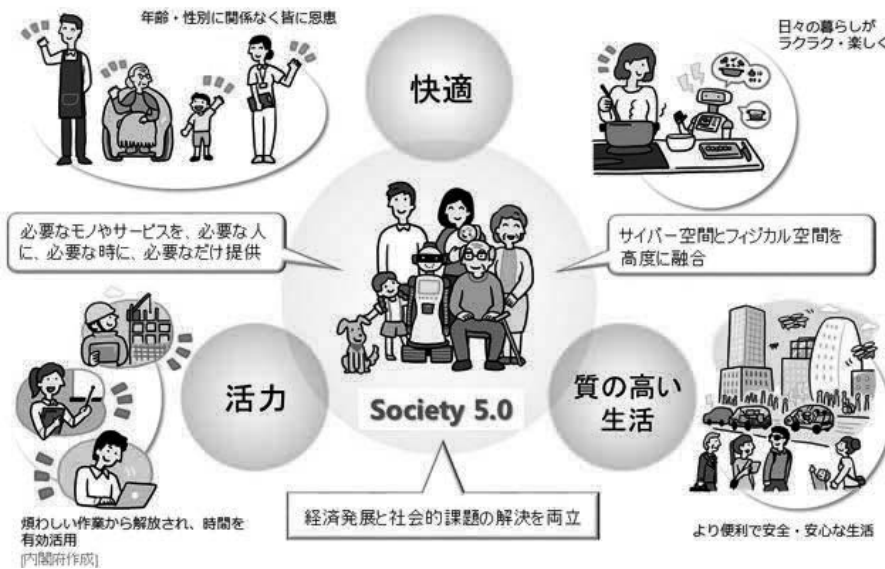 年齢・性別に関係なく皆に恩恵
日々の暮らしが
ラクラク・楽しく
快適
必要なモノやサービスを、必要な人
に、必要な時に、必要なだけ提供
サイバー空間とフィジカル空間を
高度に融合
活力
質の高い
生活
Society 5.0
経済発展と社会的課題の解決を両立
煩わしい作業から解放され、時間を
有効活用
[内閣府作成]
より便利で安全・安心な生活